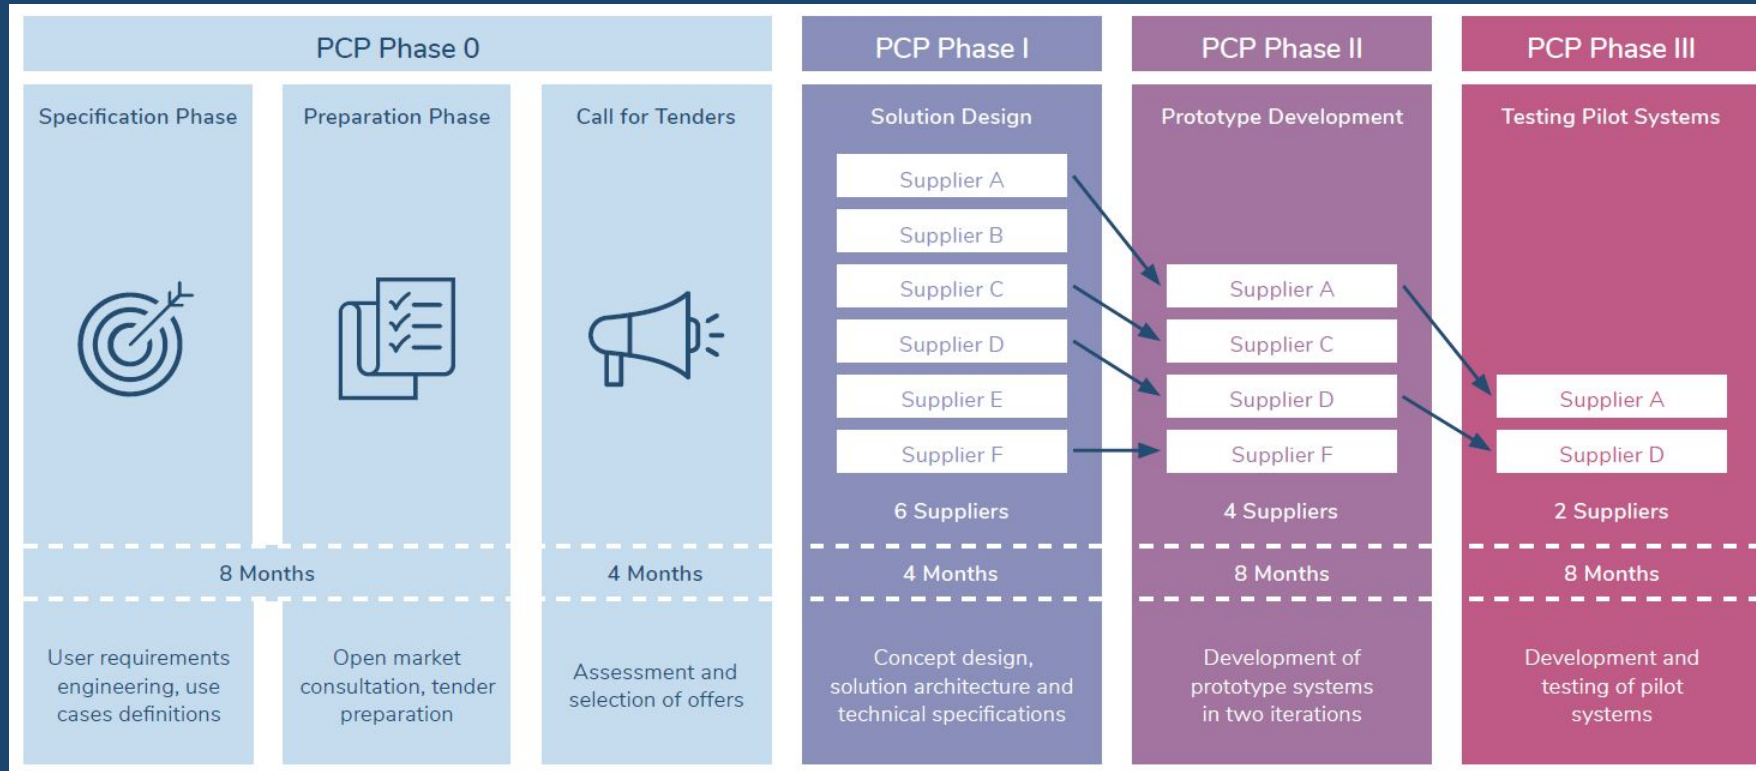 PCP Phase 0
Specification Phase
Preparation Phase
Call for Tenders
8 Months
4 Months
User requirements
engineering, use
cases definitions
Open market
consultation, tender
preparation
Assessment and
selection of offers
PCP Phase I
Solution Design
Supplier A
Supplier B
Supplier C
Supplier D
Supplier E
Supplier F
6 Suppliers
4 Months
Concept design,
solution architecture and
technical specifications
PCP Phase II
Prototype Development
Supplier A
Supplier C
Supplier D
Supplier F
4 Suppliers
8 Months
Development of
prototype systems
in two iterations
PCP Phase III
Testing Pilot Systems
Supplier A
Supplier D
2 Suppliers
8 Months
Development and
testing of pilot
systems